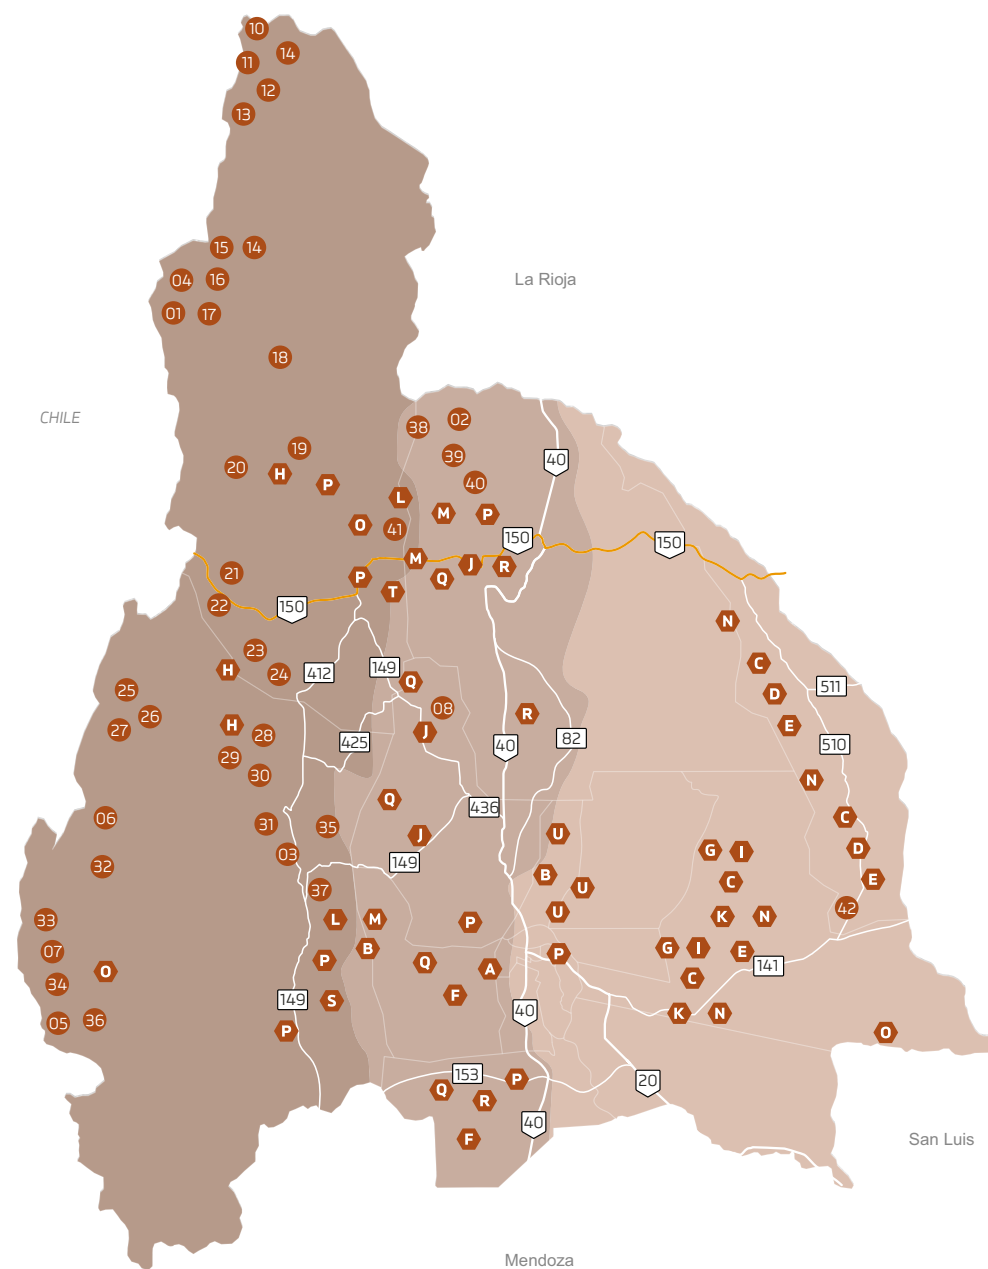 10
14
11
12
13
15 14
04 16
La Rioja
01 17
18
CHILE
38 02
19
39
40
20
H
P
40
L
M P
O 41
150
150
M
J R
21
P
Q
T
22
150
N
23
H
24
412
149
C
Q
25
511
D
26
08
R
27
H
28
J
E
425
40
82
510
29
30
N
Q
436
06
C
31
35
J
U
03
149
G I
D
32
B
C
E
37
U
42
33
L M
P
U
K N
07
B
G I
E
P
Q
P
141
34
O
A
C
149
S
F
05 36
40
K N
P
O
153
P
20
Q
R
40
F
San Luis
Mendoza